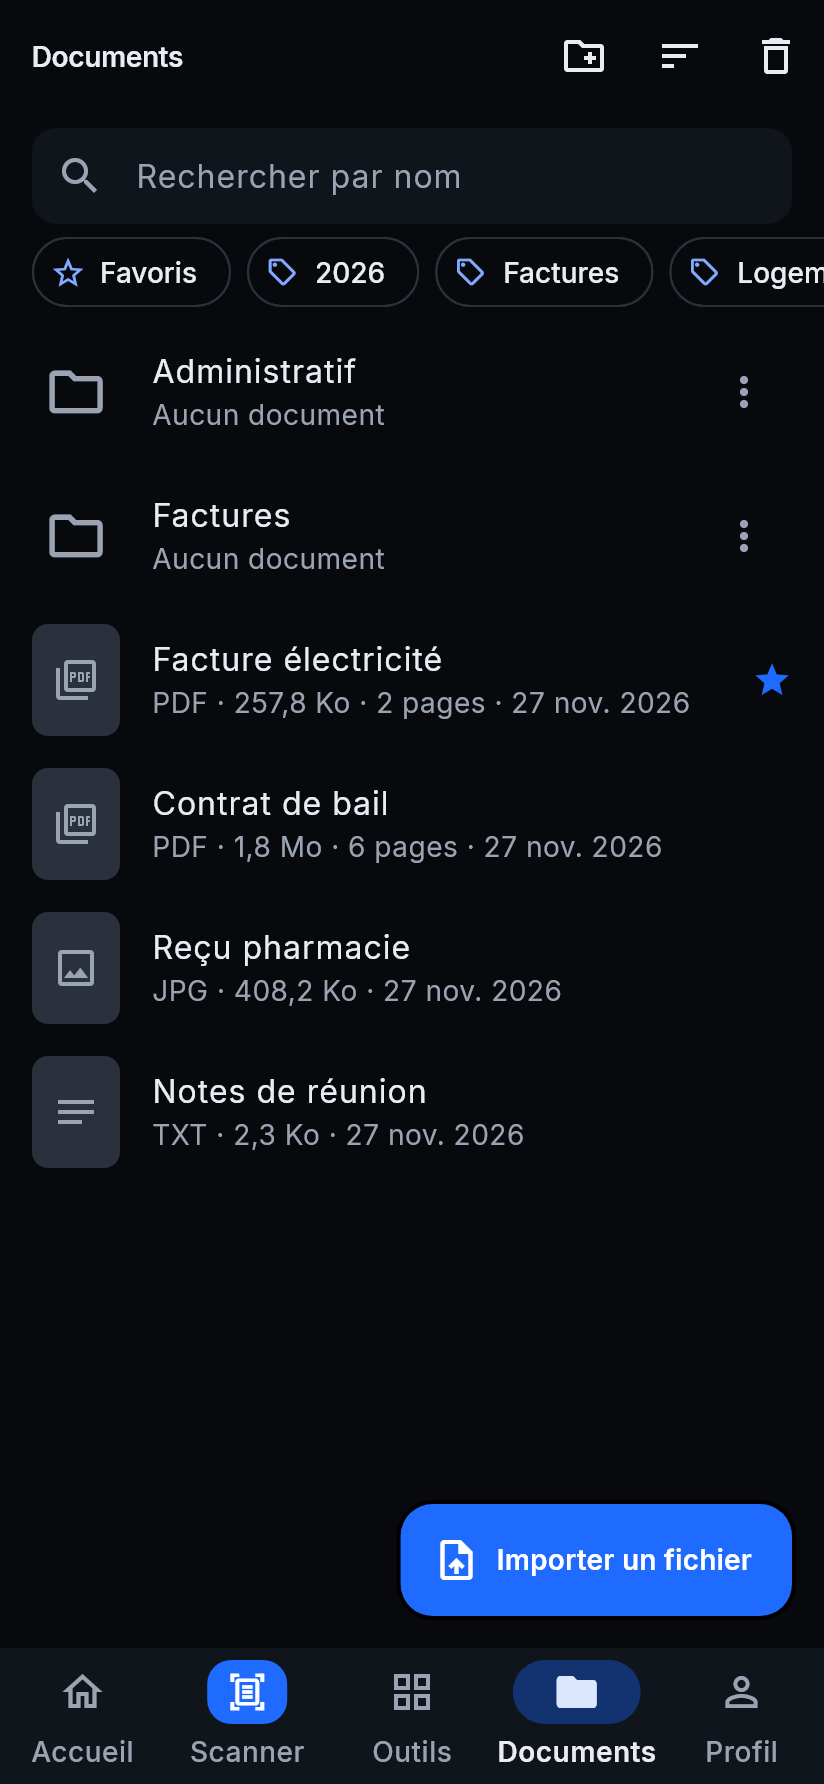 Documents
Rechercher par nom
Favoris
2026
Factures
Logem
Administratif
Aucun document
Factures
Aucun document
PDF
Facture électricité
PDF · 257,8 Ko · 2 pages · 27 nov. 2026
PDF
Contrat de bail
PDF · 1,8 Mo · 6 pages · 27 nov. 2026
Reçu pharmacie
JPG · 408,2 Ko · 27 nov. 2026
Notes de réunion
TXT · 2,3 Ko · 27 nov. 2026
Importer un fichier
Accueil
Scanner
Outils
Documents
Profil